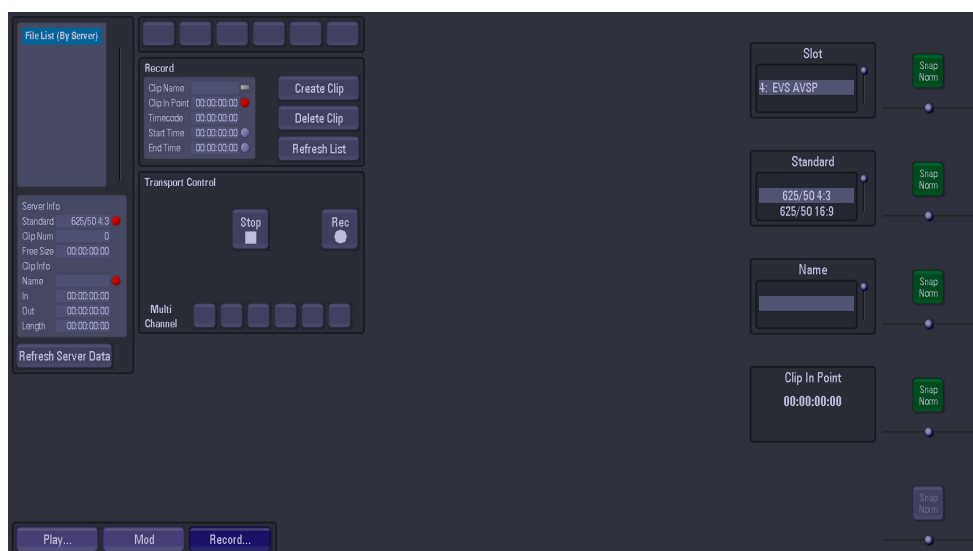 File List (By Server)
Server Info
Standard 625/50 4:3
Clip Num 0
Free Size 00:00:00:00
Clip Info
Name
In 00:00:00:00
Out 00:00:00:00
Length 00:00:00:00
Refresh Server Data
Record
Clip Name
Clip In Point 00:00:00:00
Timecode 00:00:00:00
Start Time 00:00:00:00
End Time 00:00:00:00
Create Clip
Delete Clip
Refresh List
Transport Control
Stop
Rec
Multi
Channel
Slot
4: EVS AVSP
Snap
Norm
Standard
625/50 4:3
625/50 16:9
Snap
Norm
Name
Snap
Norm
Clip In Point
00:00:00:00
Snap
Norm
Snap
Norm
Play...
Mod
Record...